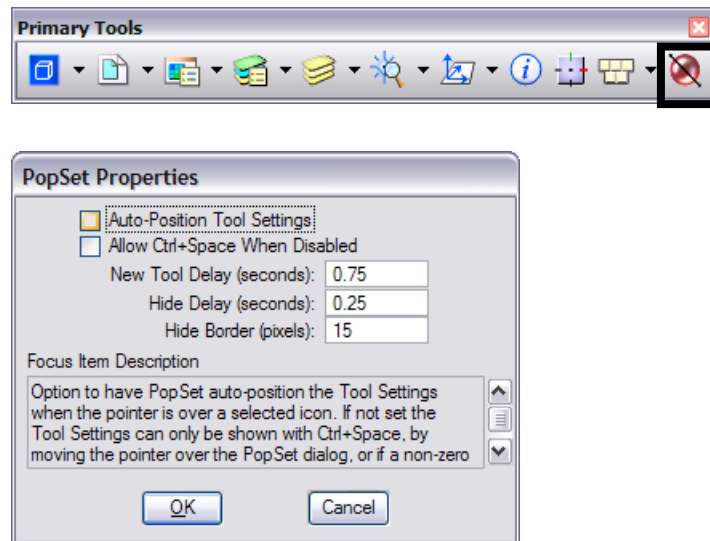 Primary Tools
PopSet Properties
Auto-Position Tool Settings
Allow Ctrl+Space When Disabled
New Tool Delay (seconds): 0.75
Hide Delay (seconds): 0.25
Hide Border (pixels): 15
Focus Item Description
Option to have PopSet auto-position the Tool Settings
when the pointer is over a selected icon. If not set the
Tool Settings can only be shown with Ctrl+Space, by
moving the pointer over the PopSet dialog, or if a non-zero
OK Cancel